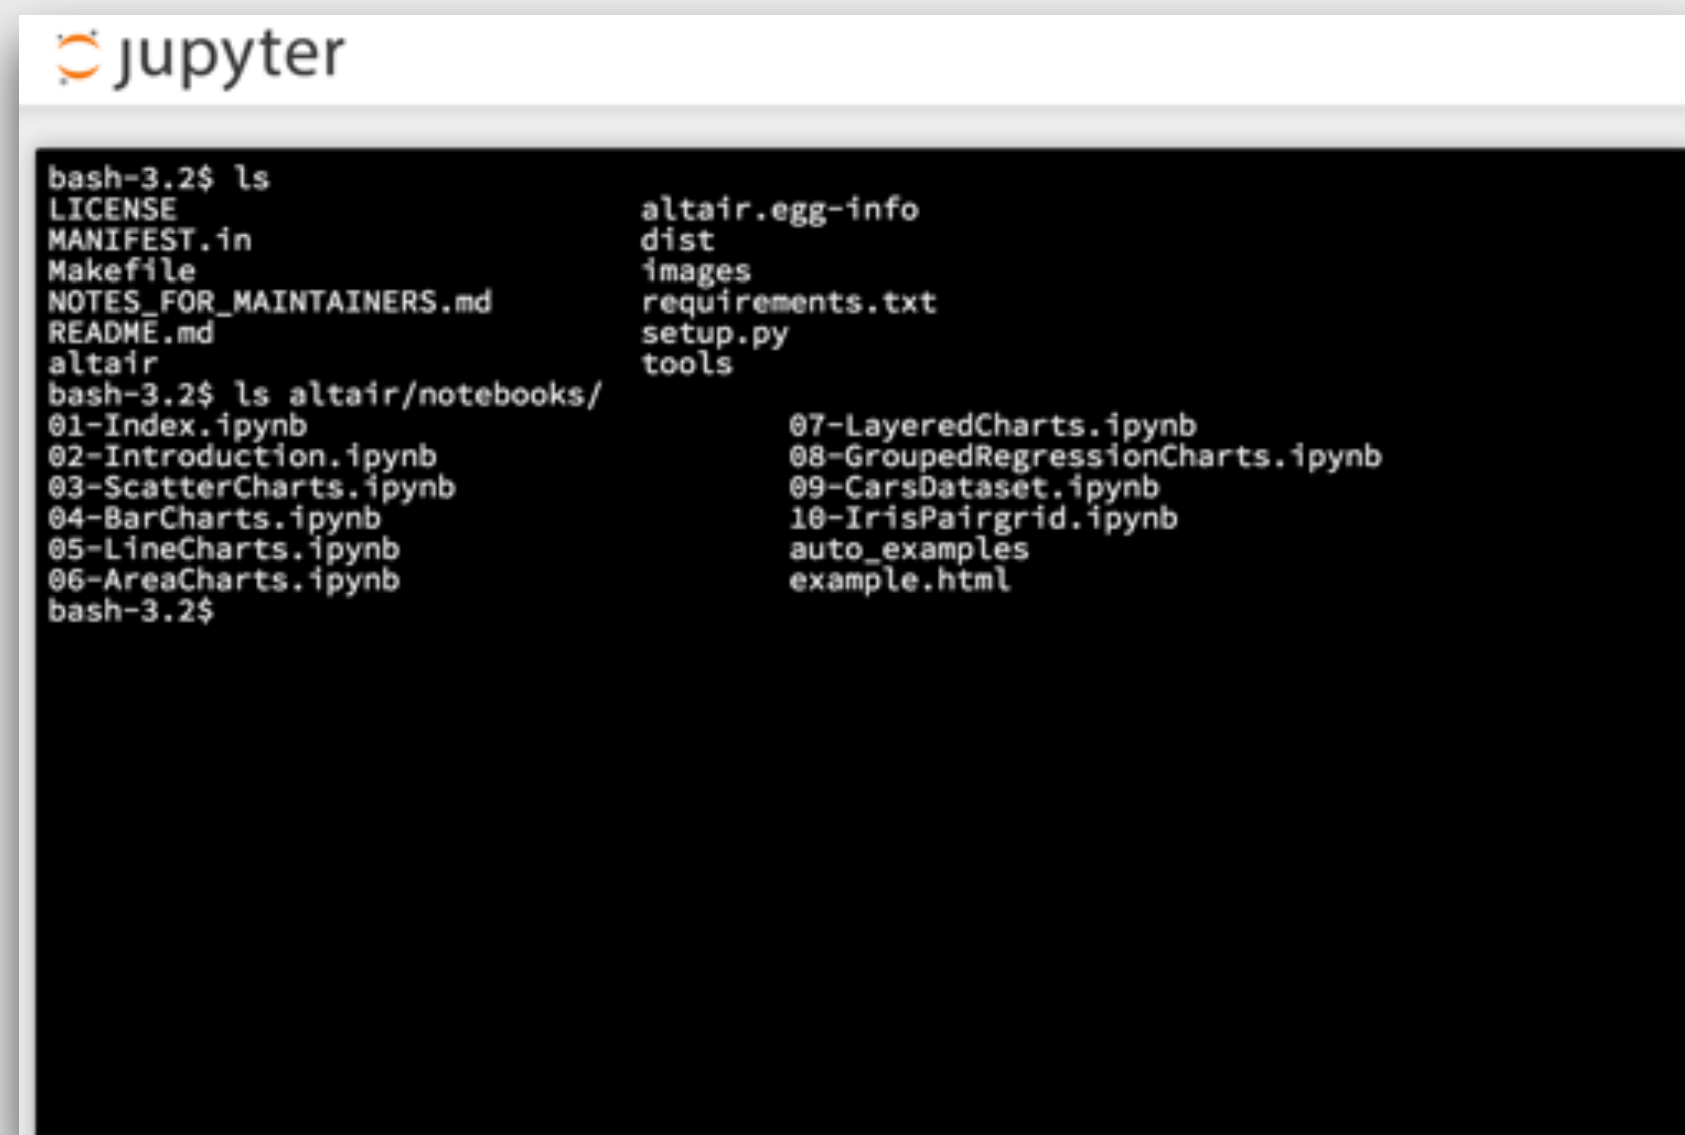 jupyter
bash-3.2$ ls
LICENSE altair.egg-info
MANIFEST.in dist
Makefile images
NOTES_FOR_MAINTAINERS.md requirements.txt
README.md setup.py
altair tools
bash-3.2$ ls altair/notebooks/
01-Index.ipynb 07-LayeredCharts.ipynb
02-Introduction.ipynb 08-GroupedRegressionCharts.ipynb
03-ScatterCharts.ipynb 09-CarsDataset.ipynb
04-BarCharts.ipynb 10-IrisPairgrid.ipynb
05-LineCharts.ipynb auto_examples
06-AreaCharts.ipynb example.html
bash-3.2$